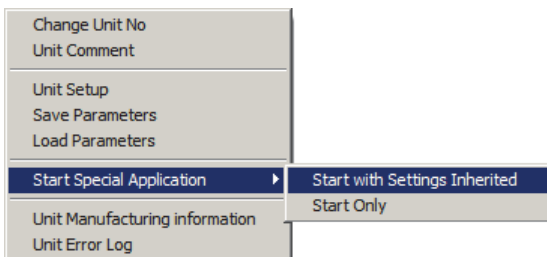 Change Unit No
Unit Comment
Unit Setup
Save Parameters
Load Parameters
Start Special Application
Start with Settings Inherited
Start Only
Unit Manufacturing information
Unit Error Log